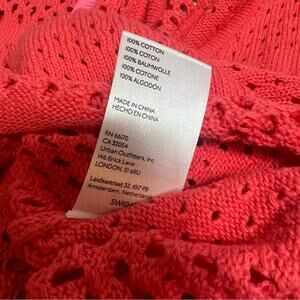 100% COTTON
100% COTON
100% BAUMWOLLE
100% COTONE
100% ALGODÓN
MADE IN CHINA
HECHO EN CHINA
RN 66170
CA 32054
Urban Outfitters, Inc.
146 Brick Lane
LONDON: E1 6RU
Leidsestraat 32, 1017 PB
Amsterdam, Netherlands